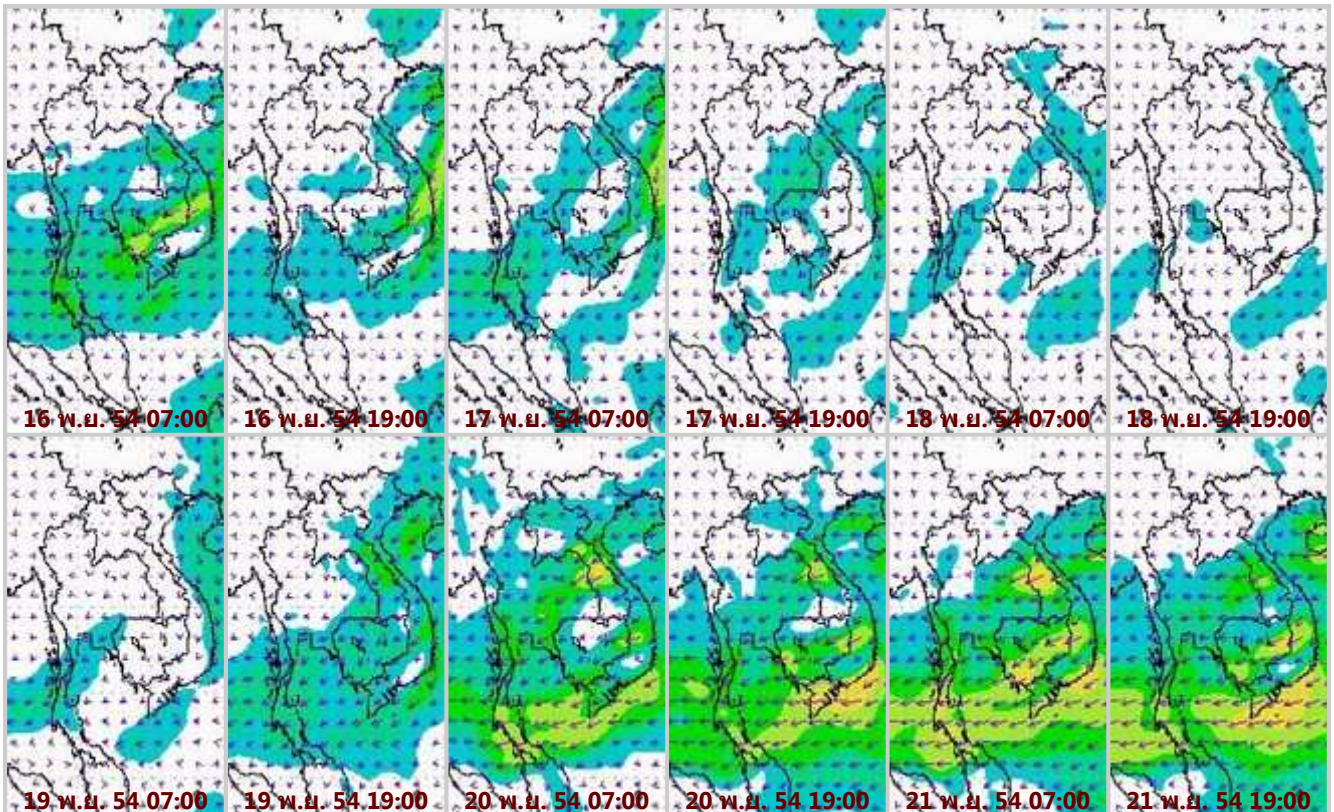 16 พ.ย. 54 07:00
16 พ.ย. 54 19:00
17 พ.ย. 54 07:00
17 พ.ย. 54 19:00
18 พ.ย. 54 07:00
18 พ.ย. 54 19:00
19 พ.ย. 54 07:00
19 พ.ย. 54 19:00
20 พ.ย. 54 07:00
20 พ.ย. 54 19:00
21 พ.ย. 54 07:00
21 พ.ย. 54 19:00